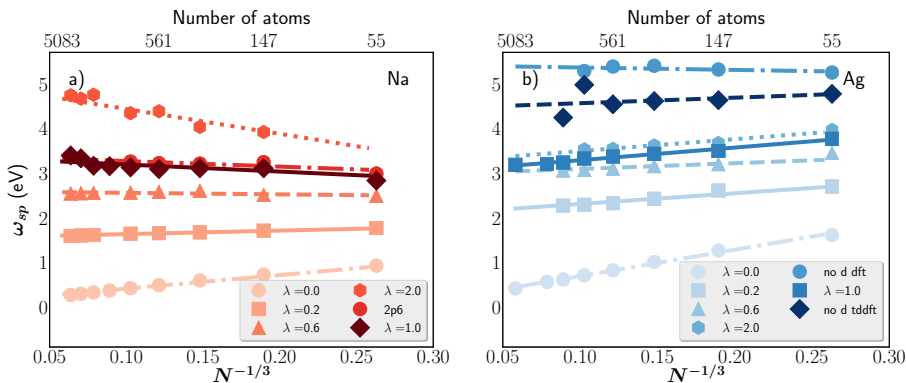 Number of atoms
5083 561 147 55
a) Na
5
4
3
2
1
0
ω_sp (eV)
λ =0.0
λ =0.2
λ =0.6
λ =2.0
2p6
λ =1.0
0.05 0.10 0.15 0.20 0.25 0.30
N^{-1/3}
Number of atoms
5083 561 147 55
b) Ag
5
4
3
2
1
0
λ =0.0
λ =0.2
λ =0.6
λ =2.0
no d dft
λ =1.0
no d tddft
0.05 0.10 0.15 0.20 0.25 0.30
N^{-1/3}